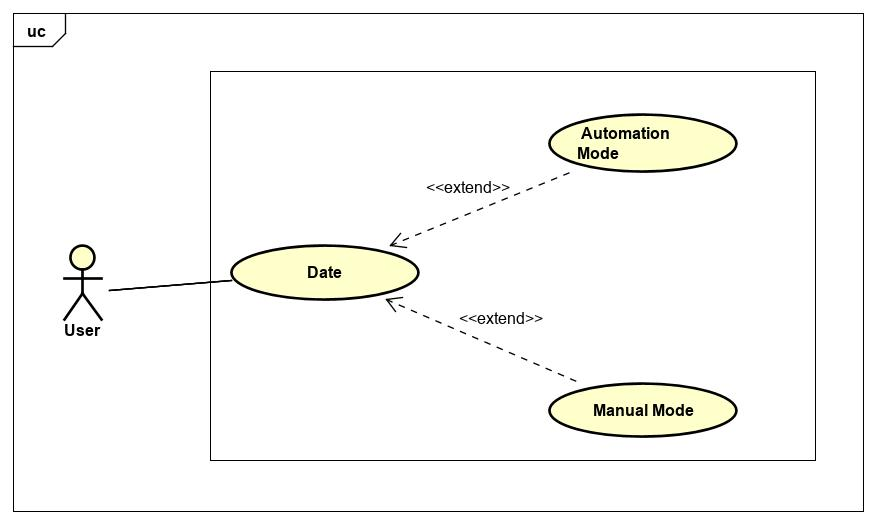 uc
Automation
Mode
<<extend>>
Date
User
<<extend>>
Manual Mode